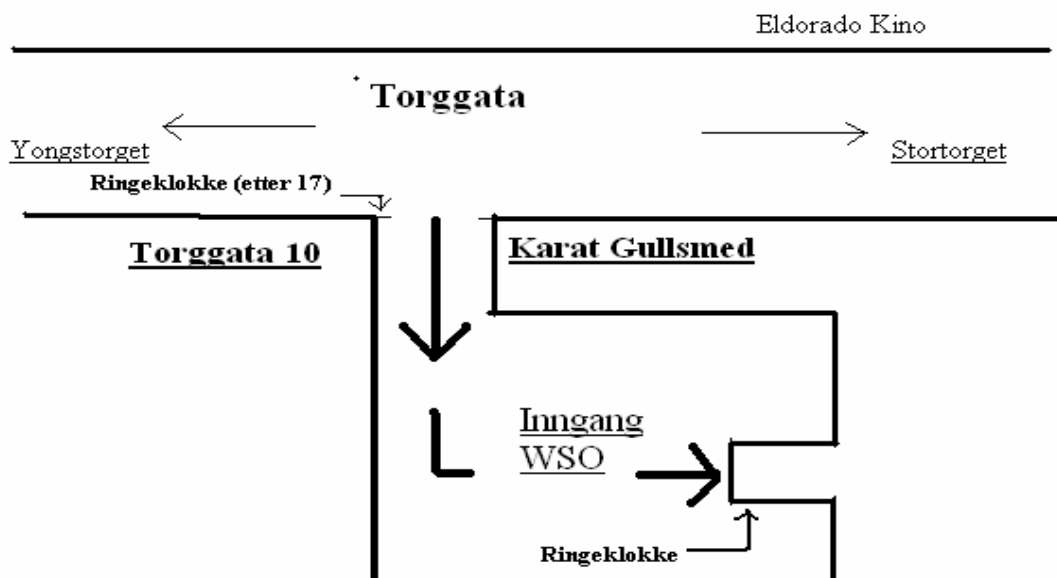 Eldorado Kino
Torggata
Yongstorget
Stortorget
Ringeklokke (etter 17)
Torggata 10
Karat Gullsmed
Inngang
WSO
Ringeklokke